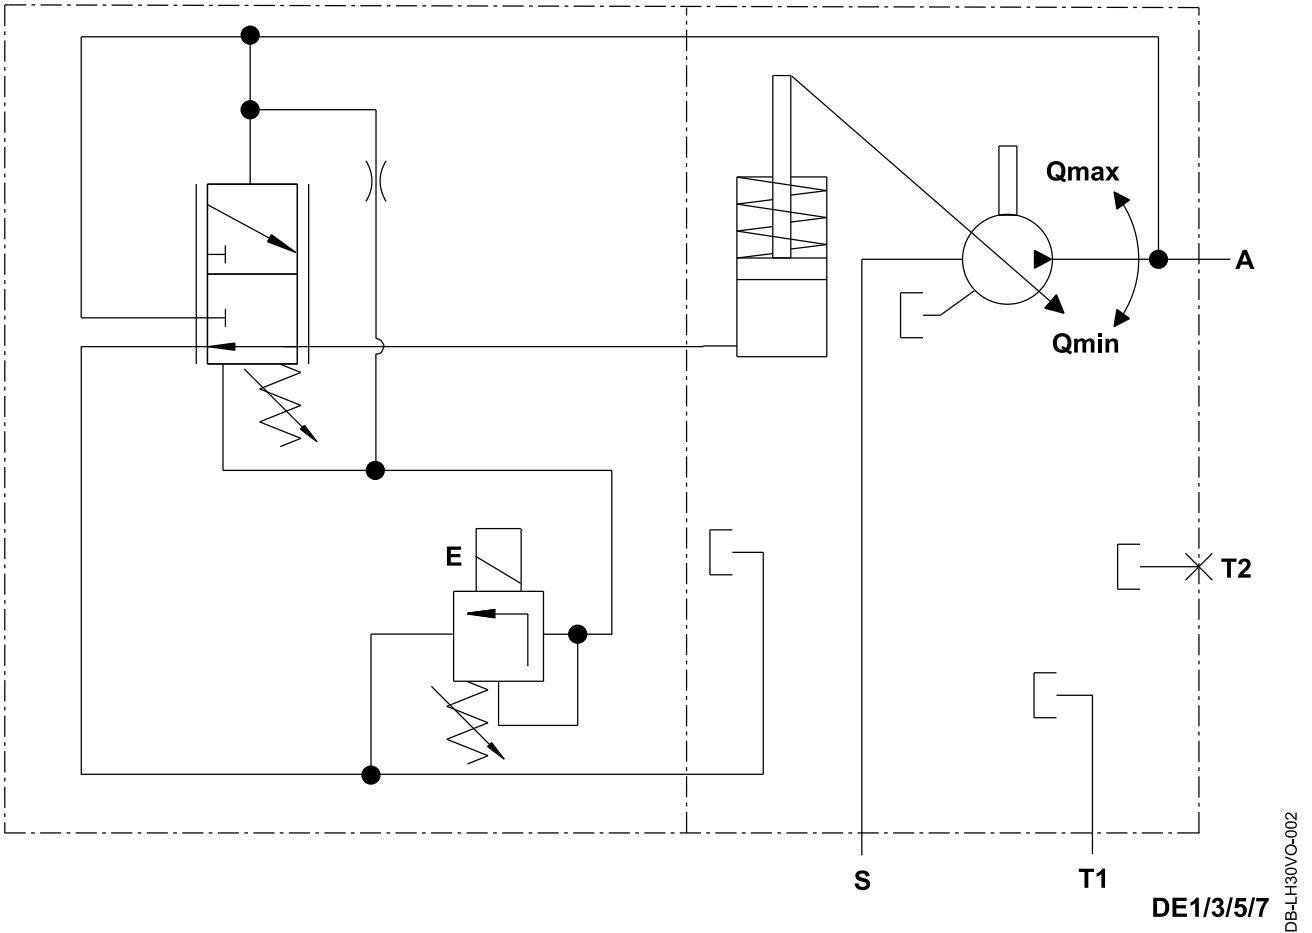 Qmax
A
Qmin
E
T2
S
T1
DE1/3/5/7
DB-LH30VO-002